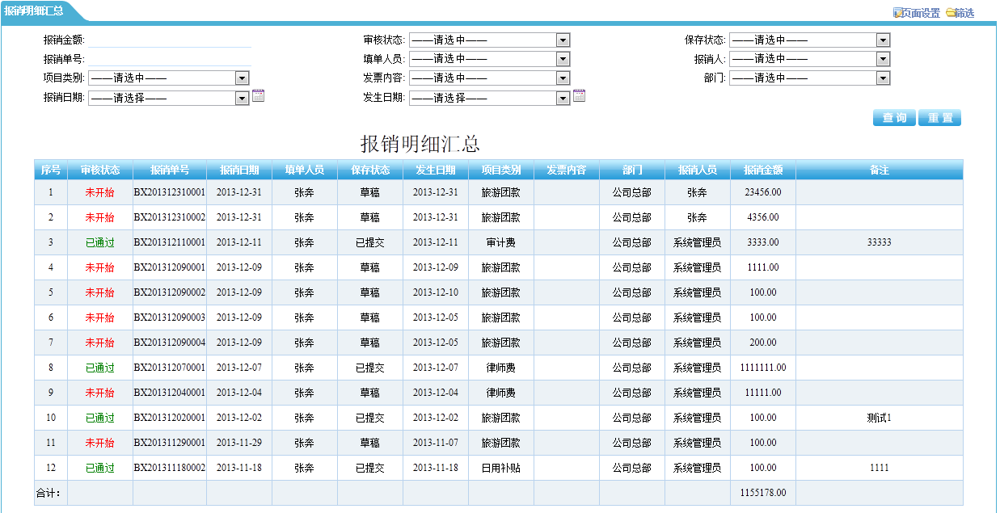 报销明细汇总
页面设置 筛选
报销金额: 审核状态: ——请选中—— 保存状态: ——请选中——
报销单号: 填单人员: ——请选中—— 报销人: ——请选中——
项目类别: ——请选中—— 发票内容: ——请选中—— 部门: ——请选中——
报销日期: ——请选择—— 发生日期: ——请选择——
查询 重置
报销明细汇总
序号 审核状态 报销单号 报销日期 填单人员 保存状态 发生日期 项目类别 发票内容 部门 报销人员 报销金额 备注
1 未开始 BX201312310001 2013-12-31 张奔 草稿 2013-12-31 旅游团款 公司总部 张奔 23456.00
2 未开始 BX201312310002 2013-12-31 张奔 草稿 2013-12-31 旅游团款 公司总部 张奔 4356.00
3 已通过 BX201312110001 2013-12-11 张奔 已提交 2013-12-11 审计费 公司总部 系统管理员 3333.00 33333
4 未开始 BX201312090001 2013-12-09 张奔 草稿 2013-12-09 旅游团款 公司总部 系统管理员 1111.00
5 未开始 BX201312090002 2013-12-09 张奔 草稿 2013-12-10 旅游团款 公司总部 系统管理员 100.00
6 未开始 BX201312090003 2013-12-09 张奔 草稿 2013-12-05 旅游团款 公司总部 系统管理员 100.00
7 未开始 BX201312090004 2013-12-09 张奔 草稿 2013-12-05 旅游团款 公司总部 系统管理员 200.00
8 已通过 BX201312070001 2013-12-07 张奔 已提交 2013-12-07 律师费 公司总部 系统管理员 1111111.00
9 未开始 BX201312040001 2013-12-04 张奔 草稿 2013-12-04 律师费 公司总部 系统管理员 11111.00
10 已通过 BX201312020001 2013-12-02 张奔 已提交 2013-12-02 旅游团款 公司总部 系统管理员 100.00 测试1
11 未开始 BX201311290001 2013-11-29 张奔 草稿 2013-11-07 旅游团款 公司总部 系统管理员 100.00
12 已通过 BX201311180002 2013-11-18 张奔 已提交 2013-11-18 日用补贴 公司总部 系统管理员 100.00 1111
合计: 1155178.00